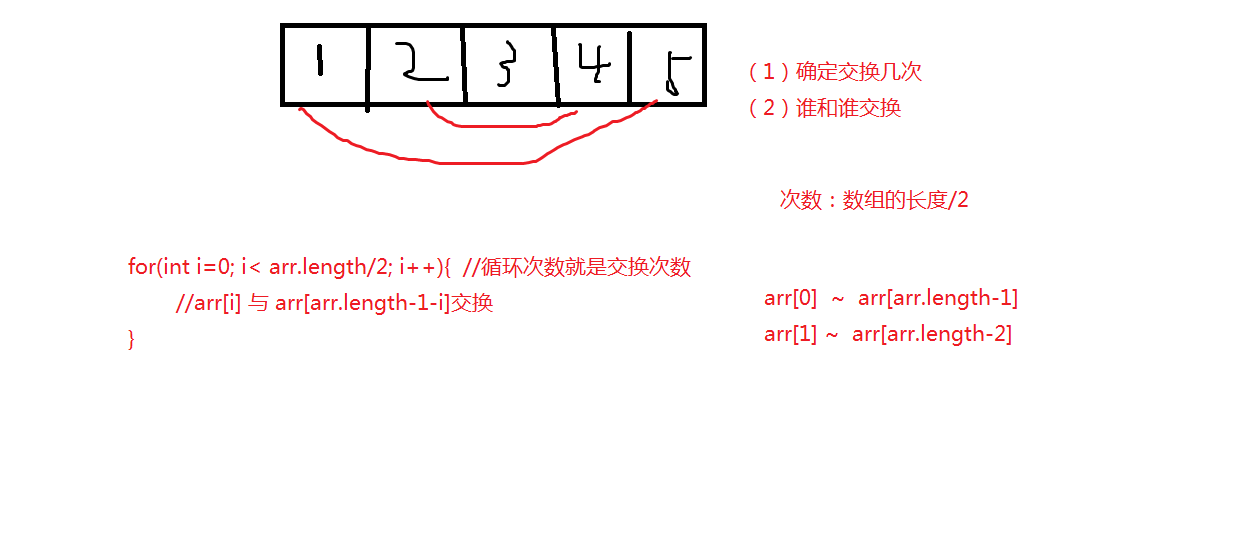 1 2 3 4 5
（1）确定交换几次
（2）谁和谁交换
次数：数组的长度/2
for(int i=0; i< arr.length/2; i++){ //循环次数就是交换次数
//arr[i] 与 arr[arr.length-1-i]交换
}
arr[0] ~ arr[arr.length-1]
arr[1] ~ arr[arr.length-2]